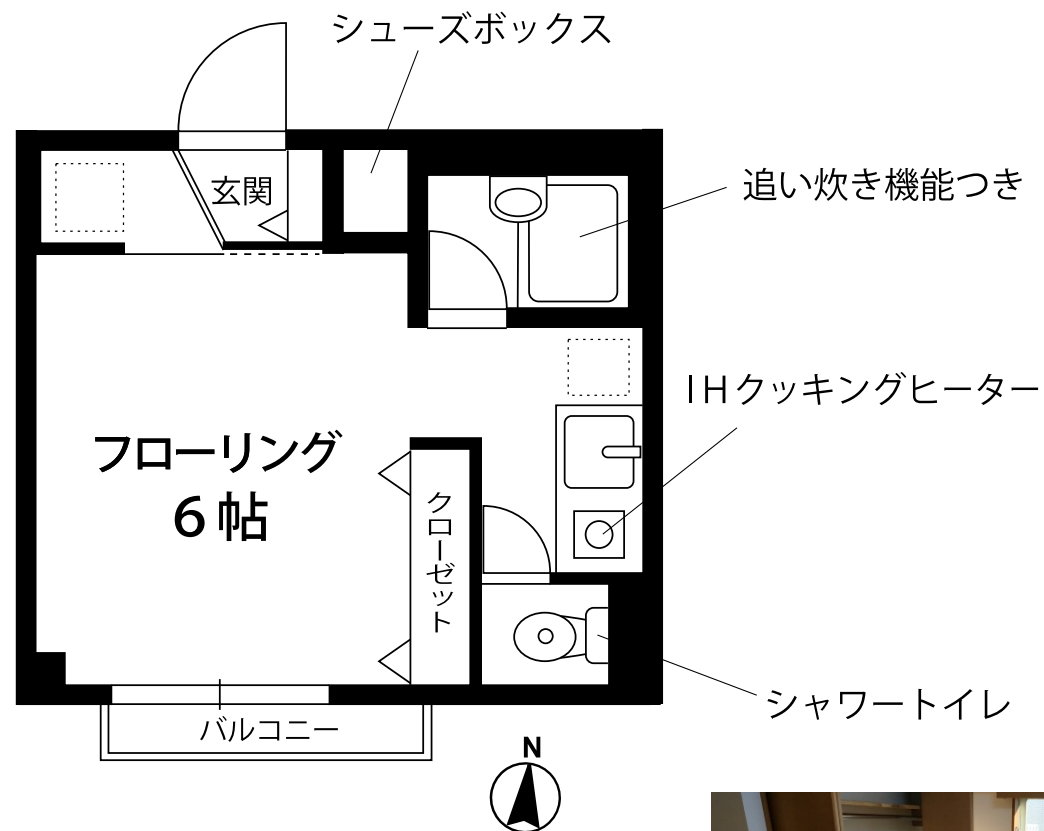 シューズボックス
玄関
追い炊き機能つき
ＩＨクッキングヒーター
フローリング
６帖
クローゼット
シャワートイレ
バルコニー
N